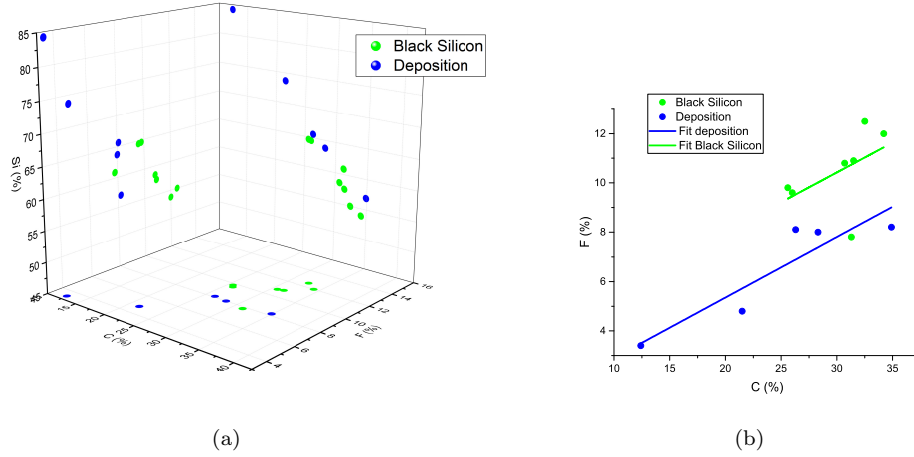 85
80
75
70
65
60
55
50
45
Si (%)
Black Silicon
Deposition
15
20
25
30
35
40
C (%)
4
6
8
10
12
14
16
F (%)
(a)
Black Silicon
Deposition
Fit deposition
Fit Black Silicon
12
10
8
6
4
F (%)
10
15
20
25
30
35
C (%)
(b)